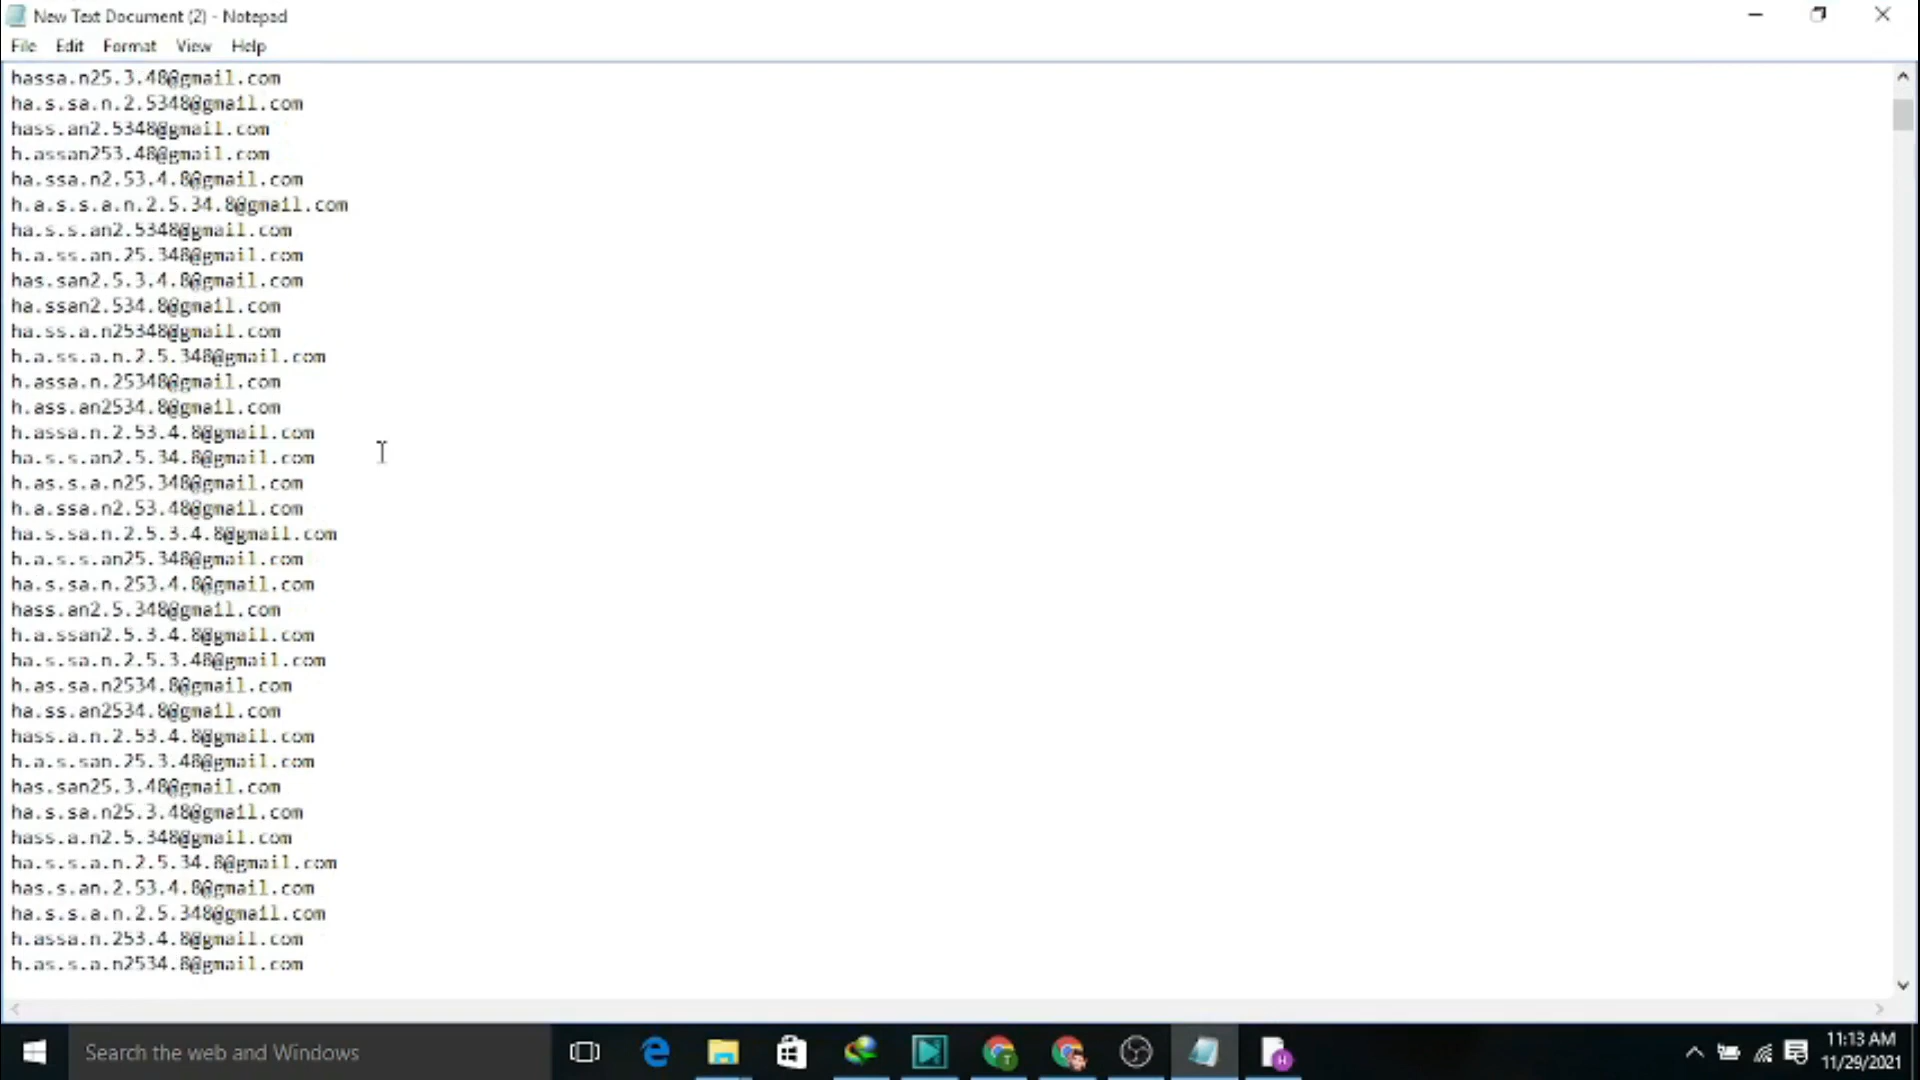 New Text Document (2) - Notepad
File Edit Format View Help
hassa.n25.3.48@gmail.com
ha.s.sa.n.2.5348@gmail.com
hass.an2.5348@gmail.com
h.assan253.48@gmail.com
ha.ssa.n2.53.4.8@gmail.com
h.a.s.s.a.n.2.5.34.8@gmail.com
ha.s.s.an2.5348@gmail.com
h.a.ss.an.25.348@gmail.com
has.san2.5.3.4.8@gmail.com
ha.ssan2.534.8@gmail.com
ha.ss.a.n25348@gmail.com
h.a.ss.a.n.2.5.348@gmail.com
h.assa.n.25348@gmail.com
h.ass.an2534.8@gmail.com
h.assa.n.2.53.4.8@gmail.com
ha.s.s.an2.5.34.8@gmail.com
h.as.s.a.n25.348@gmail.com
h.a.ssa.n2.53.48@gmail.com
ha.s.sa.n.2.5.3.4.8@gmail.com
h.a.s.s.an25.348@gmail.com
ha.s.sa.n.253.4.8@gmail.com
hass.an2.5.348@gmail.com
h.a.ssan2.5.3.4.8@gmail.com
ha.s.sa.n.2.5.3.48@gmail.com
h.as.sa.n2534.8@gmail.com
ha.ss.an2534.8@gmail.com
hass.a.n.2.53.4.8@gmail.com
h.a.s.san.25.3.48@gmail.com
has.san25.3.48@gmail.com
ha.s.sa.n25.3.48@gmail.com
hass.a.n2.5.348@gmail.com
ha.s.s.a.n.2.5.34.8@gmail.com
has.s.an.2.53.4.8@gmail.com
ha.s.s.a.n.2.5.348@gmail.com
h.assa.n.253.4.8@gmail.com
h.as.s.a.n2534.8@gmail.com
Search the web and Windows
11:13 AM
11/29/2021